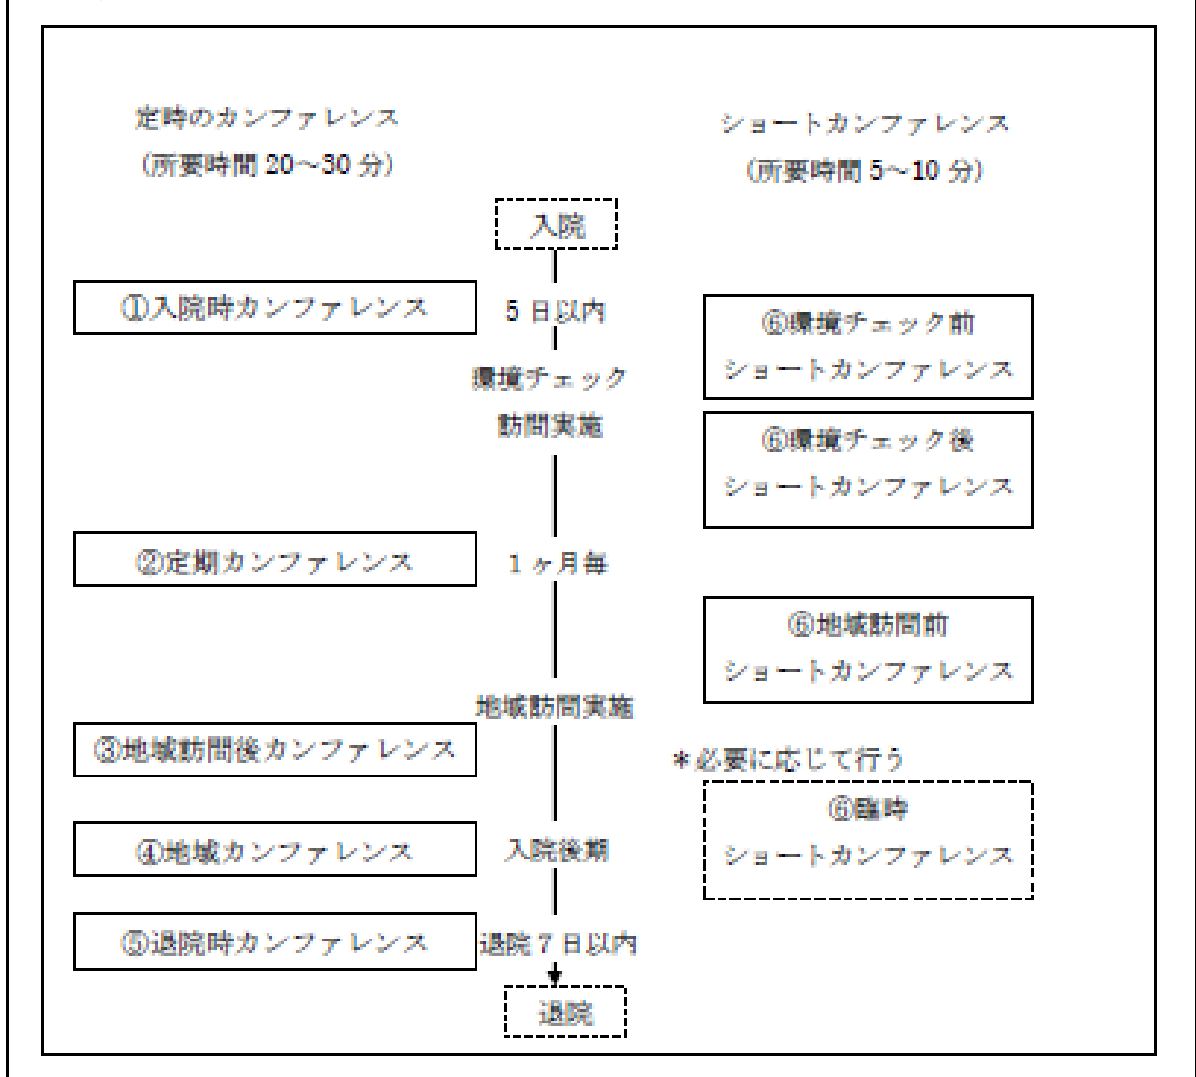 定時のカンファレンス
（所要時間 20～30 分）
ショートカンファレンス
（所要時間 5～10 分）
入院
①入院時カンファレンス
5 日以内
⑥環境チェック前
ショートカンファレンス
環境チェック
訪問実施
⑥環境チェック後
ショートカンファレンス
②定期カンファレンス
1 ヶ月毎
⑥地域訪問前
ショートカンファレンス
地域訪問実施
③地域訪問後カンファレンス
＊必要に応じて行う
⑥臨時
ショートカンファレンス
④地域カンファレンス
入院後期
⑤退院時カンファレンス
退院 7 日以内
退院